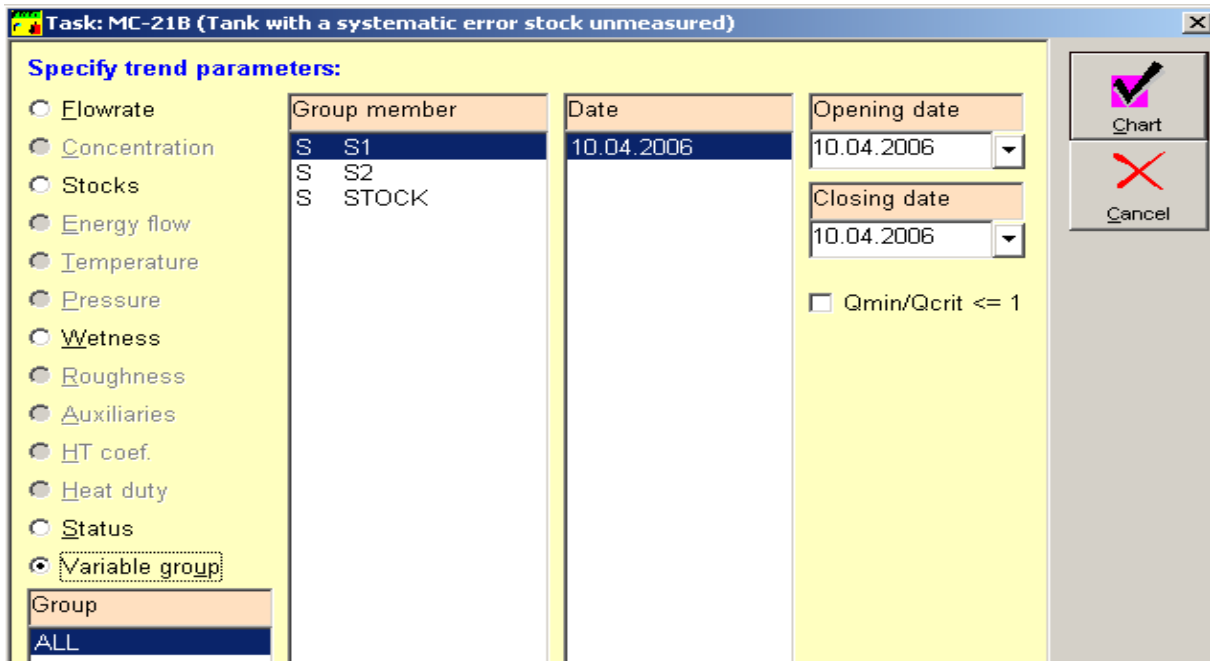 Task: MC-21B (Tank with a systematic error stock unmeasured)
Specify trend parameters:
Flowrate
Concentration
Stocks
Energy flow
Temperature
Pressure
Wetness
Roughness
Auxiliaries
HT coef.
Heat duty
Status
Variable group
Group
ALL
Group member
S S1
S S2
S STOCK
Date
10.04.2006
Opening date
10.04.2006
Closing date
10.04.2006
Qmin/Qcrit <= 1
Chart
Cancel